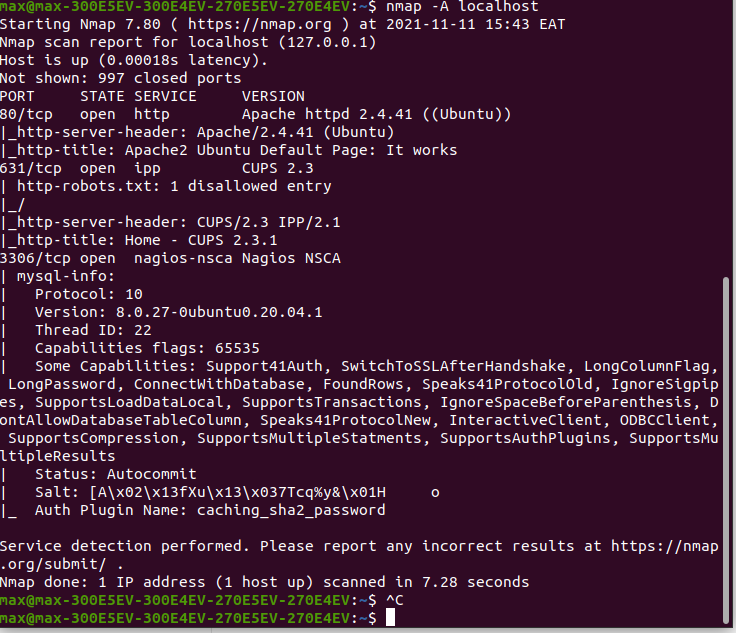 max@max-300E5EV-300E4EV-270E5EV-270E4EV:~$ nmap -A localhost
Starting Nmap 7.80 ( https://nmap.org ) at 2021-11-11 15:43 EAT
Nmap scan report for localhost (127.0.0.1)
Host is up (0.00018s latency).
Not shown: 997 closed ports
PORT     STATE SERVICE     VERSION
80/tcp   open  http        Apache httpd 2.4.41 ((Ubuntu))
|_http-server-header: Apache/2.4.41 (Ubuntu)
|_http-title: Apache2 Ubuntu Default Page: It works
631/tcp  open  ipp         CUPS 2.3
| http-robots.txt: 1 disallowed entry
|_/
|_http-server-header: CUPS/2.3 IPP/2.1
|_http-title: Home - CUPS 2.3.1
3306/tcp open  nagios-nsca Nagios NSCA
| mysql-info:
|   Protocol: 10
|   Version: 8.0.27-0ubuntu0.20.04.1
|   Thread ID: 22
|   Capabilities flags: 65535
|   Some Capabilities: Support41Auth, SwitchToSSLAfterHandshake, LongColumnFlag,
 LongPassword, ConnectWithDatabase, FoundRows, Speaks41ProtocolOld, IgnoreSigpip
es, SupportsLoadDataLocal, SupportsTransactions, IgnoreSpaceBeforeParenthesis, D
ontAllowDatabaseTableColumn, Speaks41ProtocolNew, InteractiveClient, ODBCClient,
 SupportsCompression, SupportsMultipleStatments, SupportsAuthPlugins, SupportsMu
ltipleResults
|   Status: Autocommit
|   Salt: [A\x02\x13fXu\x13\x037Tcq%y&\x01H     o
|_  Auth Plugin Name: caching_sha2_password

Service detection performed. Please report any incorrect results at https://nmap
.org/submit/ .
Nmap done: 1 IP address (1 host up) scanned in 7.28 seconds
max@max-300E5EV-300E4EV-270E5EV-270E4EV:~$ ^C
max@max-300E5EV-300E4EV-270E5EV-270E4EV:~$